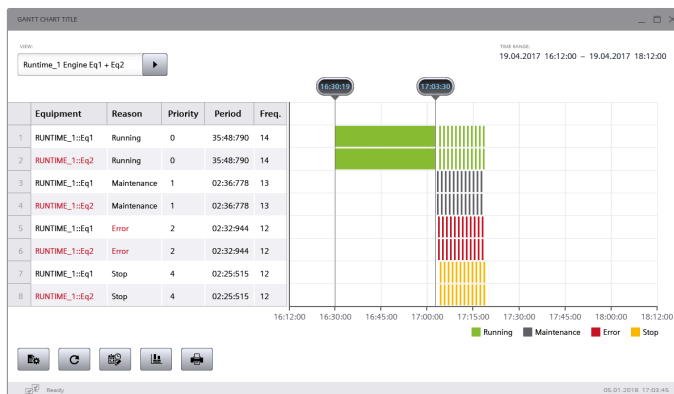 GANTT CHART TITLE
VIEW:
Runtime_1 Engine Eq1 + Eq2
TIME RANGE:
19.04.2017 16:12:00 – 19.04.2017 18:12:00
16:30:19 17:03:30
Equipment Reason Priority Period Freq.
1 RUNTIME_1::Eq1 Running 0 35:48:790 14
2 RUNTIME_1::Eq2 Running 0 35:48:790 14
3 RUNTIME_1::Eq1 Maintenance 1 02:36:778 13
4 RUNTIME_1::Eq2 Maintenance 1 02:36:778 13
5 RUNTIME_1::Eq1 Error 2 02:32:944 12
6 RUNTIME_1::Eq2 Error 2 02:32:944 12
7 RUNTIME_1::Eq1 Stop 4 02:25:515 12
8 RUNTIME_1::Eq2 Stop 4 02:25:515 12
16:12:00 16:30:00 16:45:00 17:00:00 17:15:00 17:30:00 17:45:00 18:00:00 18:12:00
Running Maintenance Error Stop
Ready 05.01.2018 17:03:45